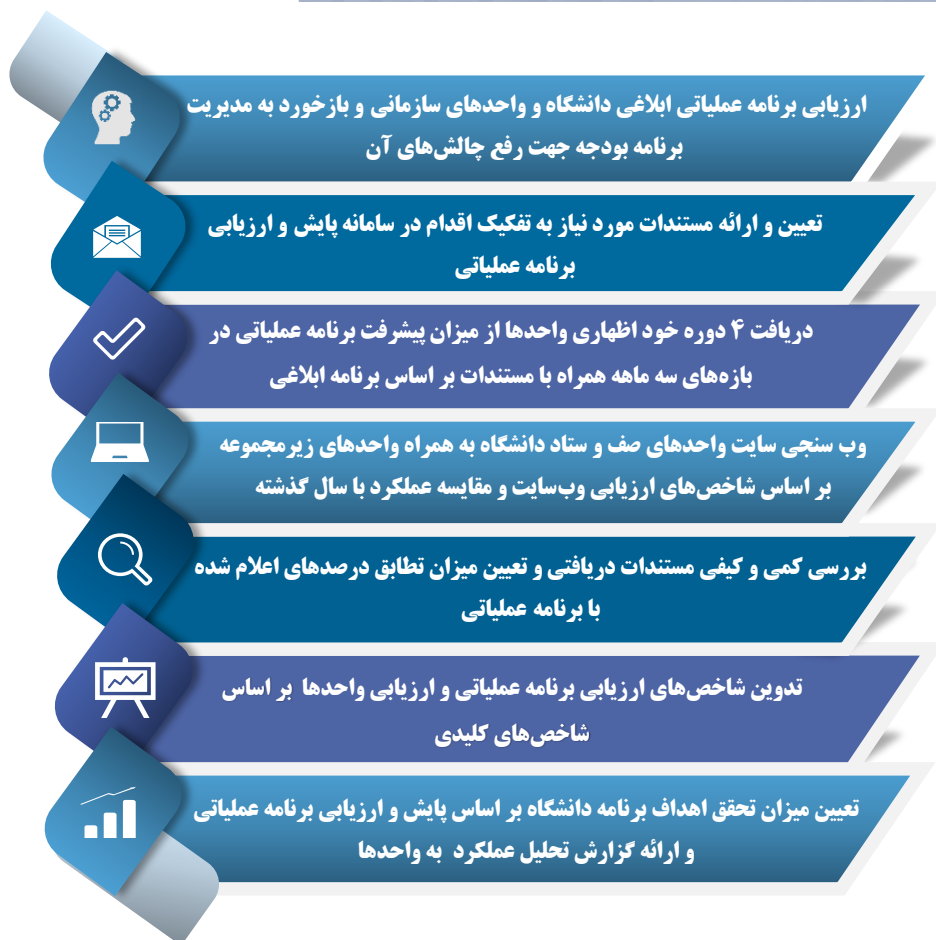 ارزیابی برنامه عملیاتی ابلاغی دانشگاه و واحدهای سازمانی و بازخورد به مدیریت
برنامه بودجه جهت رفع چالش‌های آن
تعیین و ارائه مستندات مورد نیاز به تفکیک اقدام در سامانه پایش و ارزیابی
برنامه عملیاتی
دریافت ۴ دوره خود اظهاری واحدها از میزان پیشرفت برنامه عملیاتی در
بازه‌های سه ماهه همراه با مستندات بر اساس برنامه ابلاغی
وب سنجی سایت واحدهای صف و ستاد دانشگاه به همراه واحدهای زیرمجموعه
بر اساس شاخص‌های ارزیابی وب‌سایت و مقایسه عملکرد با سال گذشته
بررسی کمی و کیفی مستندات دریافتی و تعیین میزان تطابق درصدهای اعلام شده
با برنامه عملیاتی
تدوین شاخص‌های ارزیابی برنامه عملیاتی و ارزیابی واحدها بر اساس
شاخص‌های کلیدی
تعیین میزان تحقق اهداف برنامه دانشگاه بر اساس پایش و ارزیابی برنامه عملیاتی
و ارائه گزارش تحلیل عملکرد به واحدها